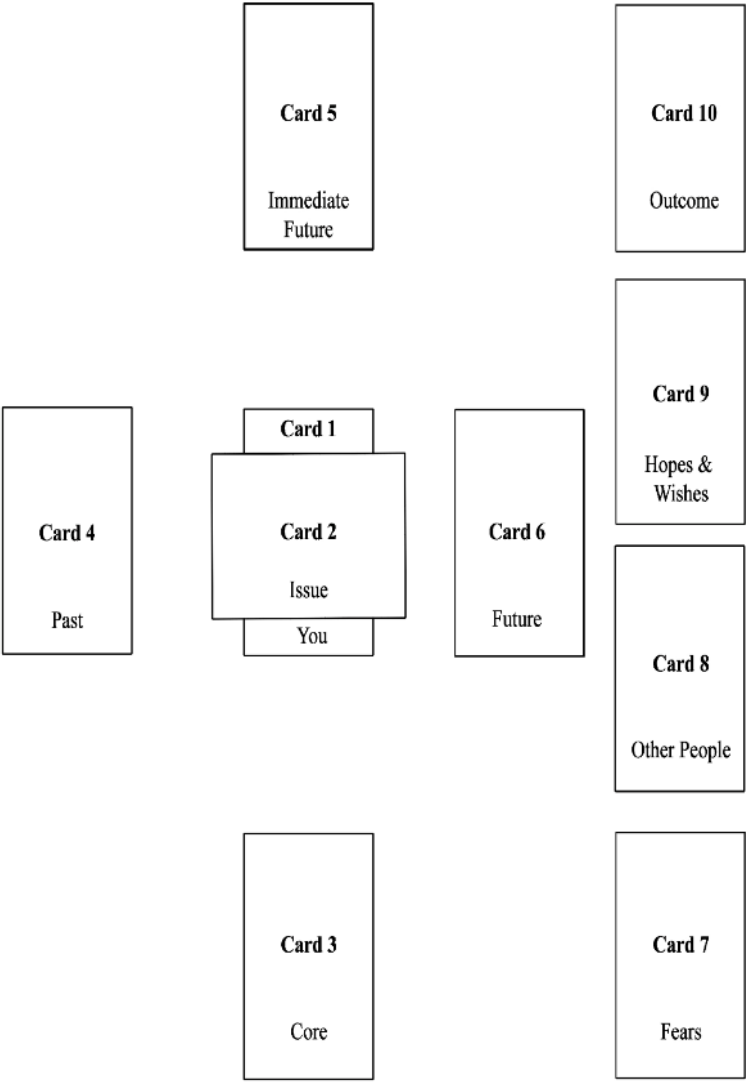 Card 5
Immediate
Future
Card 10
Outcome
Card 9
Hopes &
Wishes
Card 1
Card 4
Past
Card 2
Issue
You
Card 6
Future
Card 8
Other People
Card 3
Core
Card 7
Fears